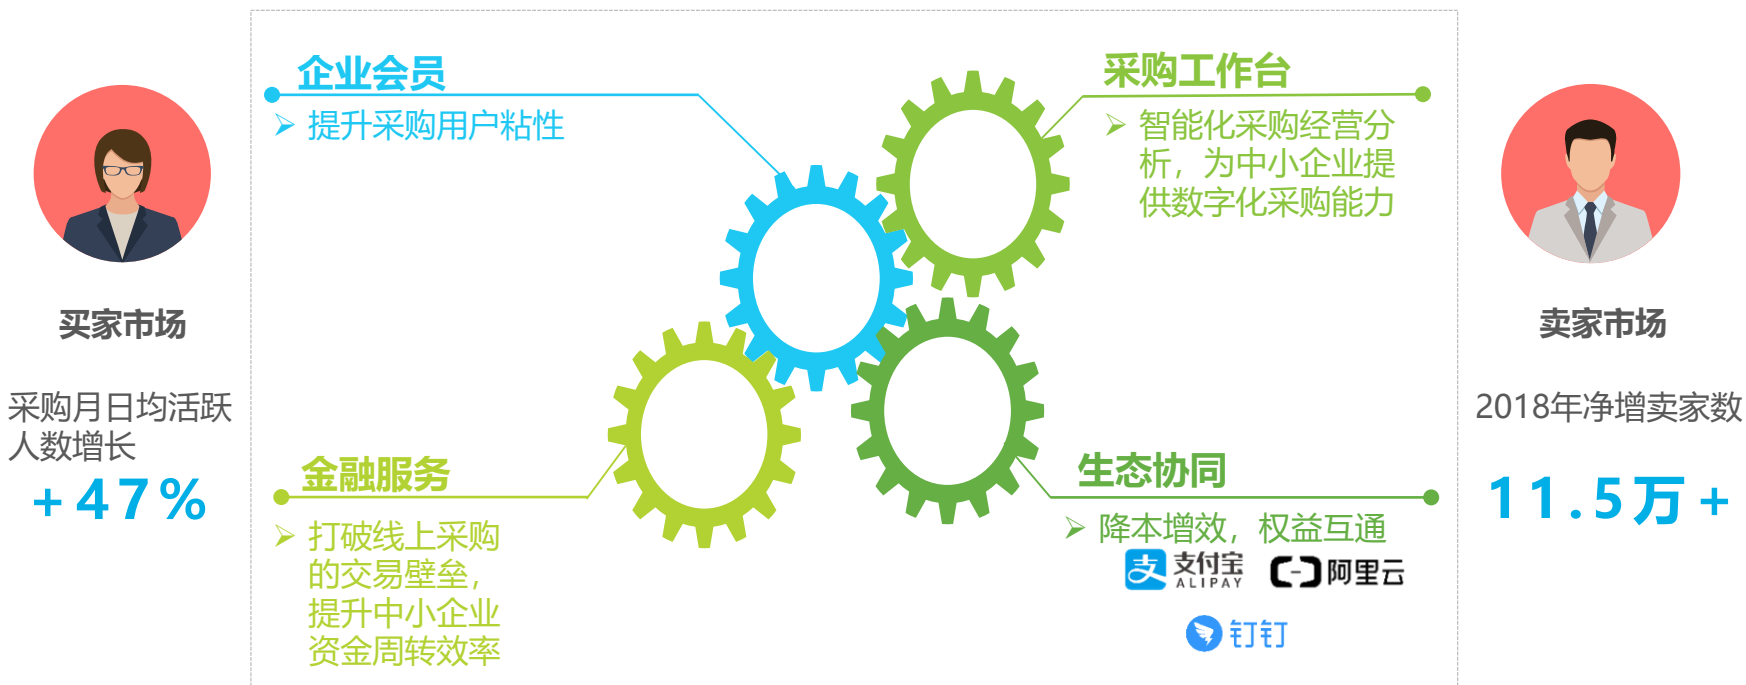 买家市场
采购月日均活跃
人数增长
+47%
企业会员
➢ 提升采购用户粘性
采购工作台
➢ 智能化采购经营分
析，为中小企业提
供数字化采购能力
金融服务
➢ 打破线上采购
的交易壁垒，
提升中小企业
资金周转效率
生态协同
➢ 降本增效，权益互通
支 支付宝
ALIPAY
阿里云
钉钉
卖家市场
2018年净增卖家数
11.5万+